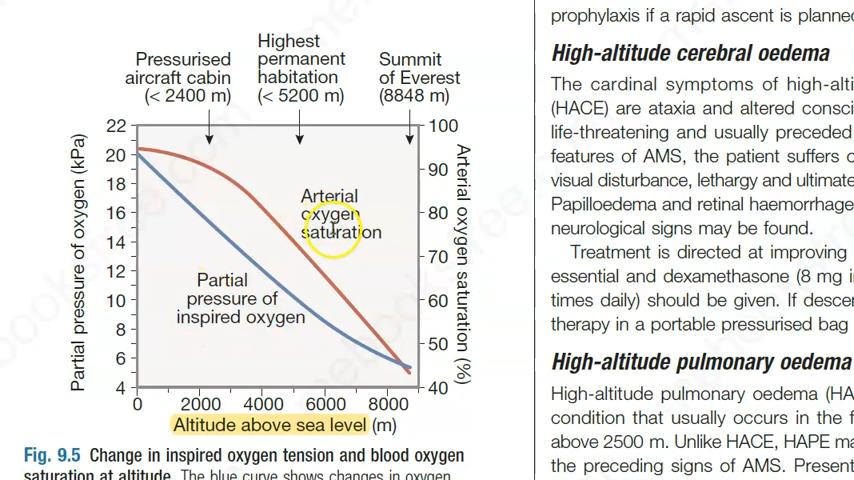 Pressurised
aircraft cabin
(< 2400 m)
Highest
permanent
habitation
(< 5200 m)
Summit
of Everest
(8848 m)
Partial pressure of oxygen (kPa)
22
20
18
16
14
12
10
8
6
4
Arterial
oxygen
saturation
Partial
pressure of
inspired oxygen
100
90
80
70
60
50
40
Arterial oxygen saturation (%)
0 2000 4000 6000 8000
Altitude above sea level (m)
Fig. 9.5 Change in inspired oxygen tension and blood oxygen
saturation at altitude. The blue curve shows changes in oxygen
prophylaxis if a rapid ascent is planned
High-altitude cerebral oedema
The cardinal symptoms of high-alti
(HACE) are ataxia and altered consci
life-threatening and usually preceded
features of AMS, the patient suffers
visual disturbance, lethargy and ultimate
Papilloedema and retinal haemorrhage
neurological signs may be found.
Treatment is directed at improving
essential and dexamethasone (8 mg
times daily) should be given. If descen
therapy in a portable pressurised bag
High-altitude pulmonary oedema
High-altitude pulmonary oedema (HA
condition that usually occurs in the f
above 2500 m. Unlike HACE, HAPE ma
the preceding signs of AMS. Present